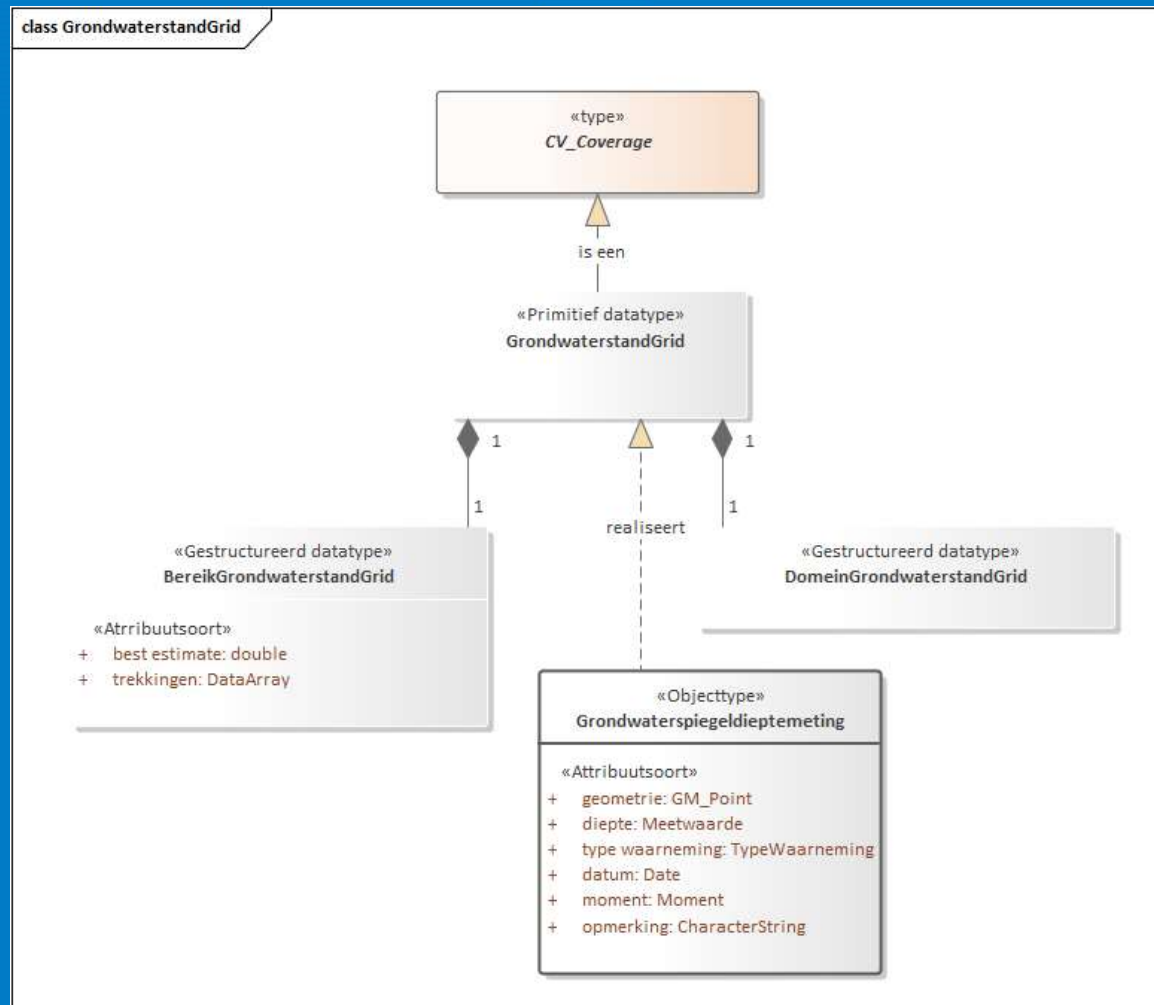 class GrondwaterstandGrid
«type»
CV_Coverage
is een
«Primitief datatype»
GrondwaterstandGrid
1
1
1
1
realiseert
«Gestructureerd datatype»
BereikGrondwaterstandGrid
«Atrribuutsoort»
+ best estimate: double
+ trekkingen: DataArray
«Gestructureerd datatype»
DomeinGrondwaterstandGrid
«Objecttype»
Grondwaterspiegeldieptemeting
«Attribuutsoort»
+ geometrie: GM_Point
+ diepte: Meetwaarde
+ type waarneming: TypeWaarneming
+ datum: Date
+ moment: Moment
+ opmerking: CharacterString